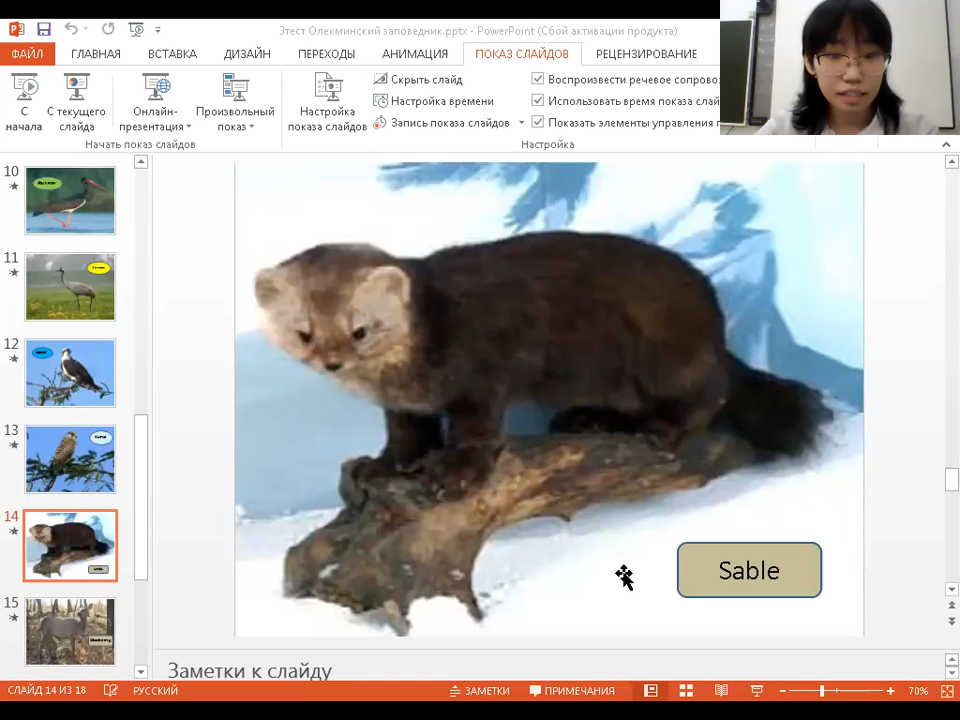 3тест Олекминский заповедник.pptx - PowerPoint (Сбой активации продукта)
ФАЙЛ ГЛАВНАЯ ВСТАВКА ДИЗАЙН ПЕРЕХОДЫ АНИМАЦИЯ ПОКАЗ СЛАЙДОВ РЕЦЕНЗИРОВАНИЕ
С начала
С текущего слайда
Онлайн-презентация
Произвольный показ
Настройка показа слайдов
Скрыть слайд
Настройка времени
Запись показа слайдов
Воспроизвести речевое сопрово
Использовать время показа слай
Показать элементы управления
Начать показ слайдов
Настройка
10
11
12
13
14
15
Sable
Заметки к слайду
СЛАЙД 14 ИЗ 18 РУССКИЙ ЗАМЕТКИ ПРИМЕЧАНИЯ 70%